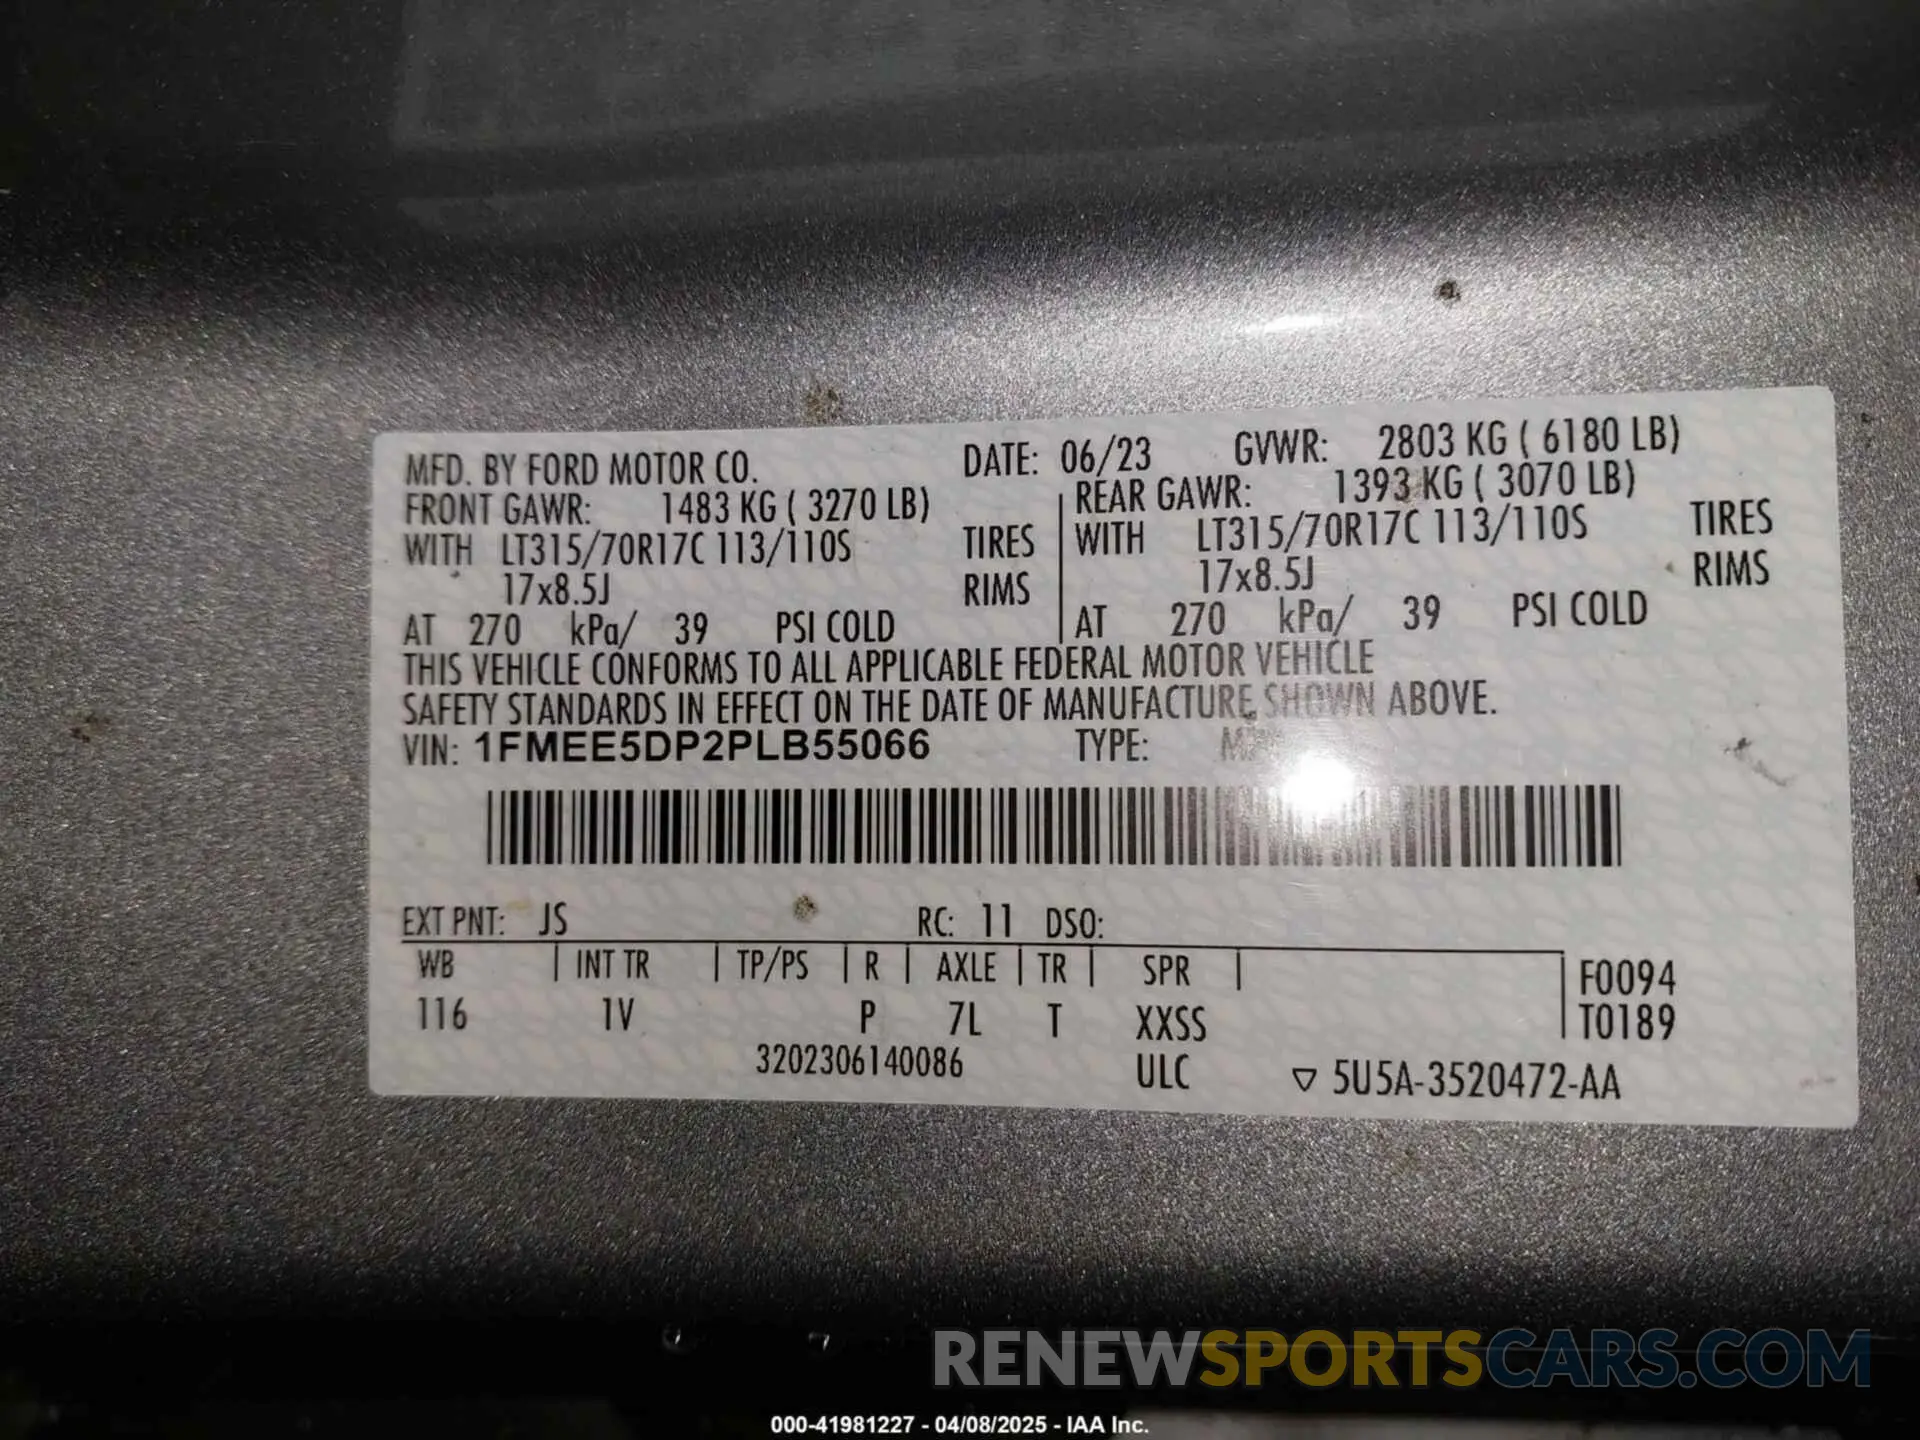 MFD. BY FORD MOTOR CO. DATE: 06/23 GVWR: 2803 KG ( 6180 LB)
FRONT GAWR: 1483 KG ( 3270 LB) REAR GAWR: 1393 KG ( 3070 LB)
WITH LT315/70R17C 113/110S TIRES WITH LT315/70R17C 113/110S TIRES
17x8.5J RIMS 17x8.5J RIMS
AT 270 kPa/ 39 PSI COLD AT 270 kPa/ 39 PSI COLD
THIS VEHICLE CONFORMS TO ALL APPLICABLE FEDERAL MOTOR VEHICLE
SAFETY STANDARDS IN EFFECT ON THE DATE OF MANUFACTURE SHOWN ABOVE.
VIN: 1FMEE5DP2PLB55066 TYPE:
EXT PNT: JS RC: 11 DSO:
WB INT TR TP/PS R AXLE TR SPR F0094
116 1V P 7L T XXSS T0189
3202306140086 ULC ▽ 5U5A-3520472-AA
RENEWSPORTSCARS.COM
000-41981227 - 04/08/2025 - IAA Inc.